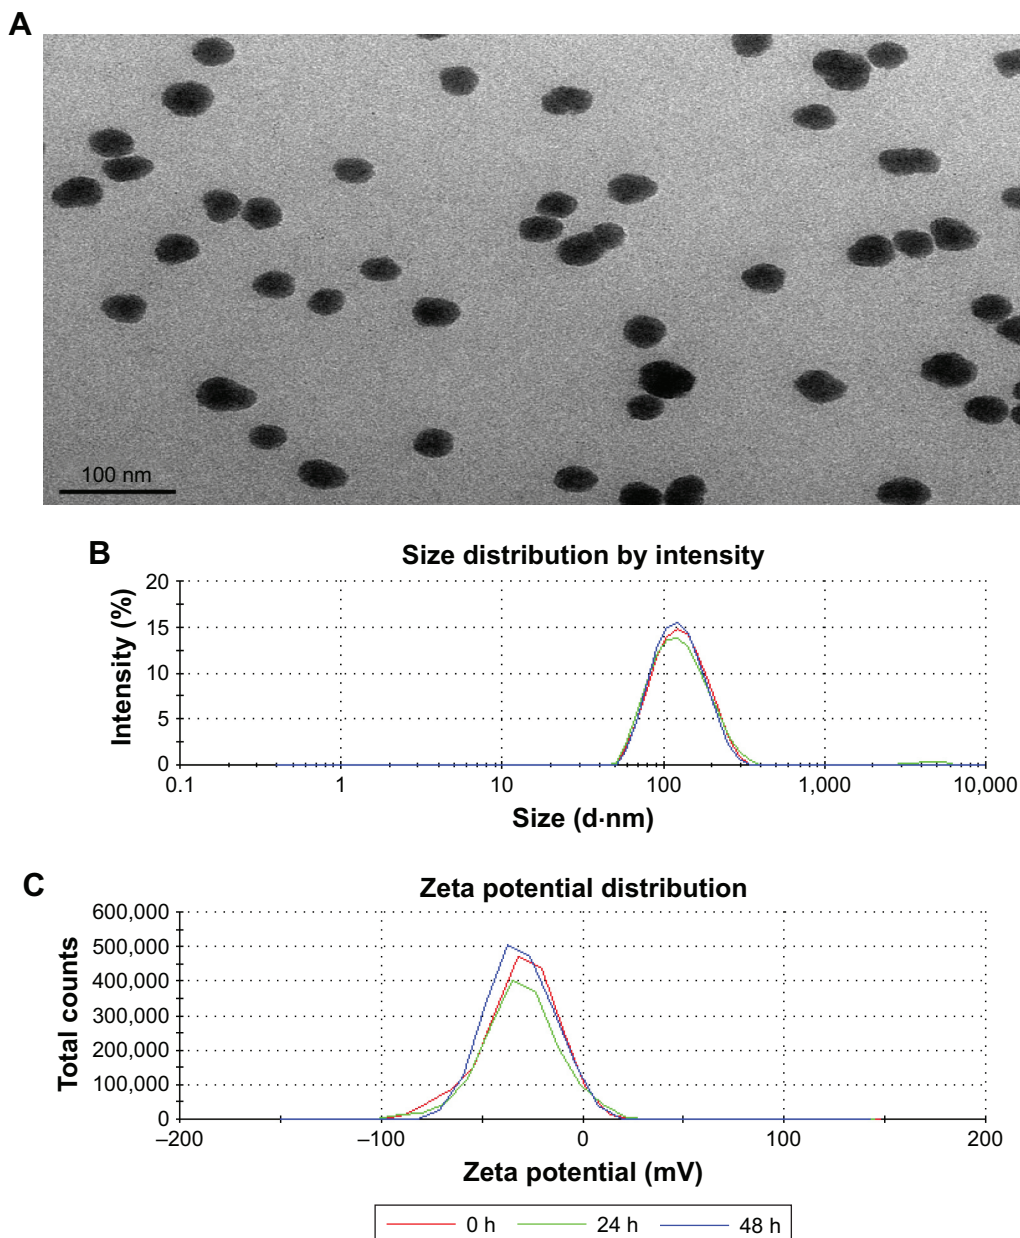 A
100 nm
B
Size distribution by intensity
Intensity (%)
20
15
10
5
0
0.1 1 10 100 1,000 10,000
Size (d·nm)
C
Zeta potential distribution
Total counts
600,000
500,000
400,000
300,000
200,000
100,000
0
–200 –100 0 100 200
Zeta potential (mV)
0 h 24 h 48 h